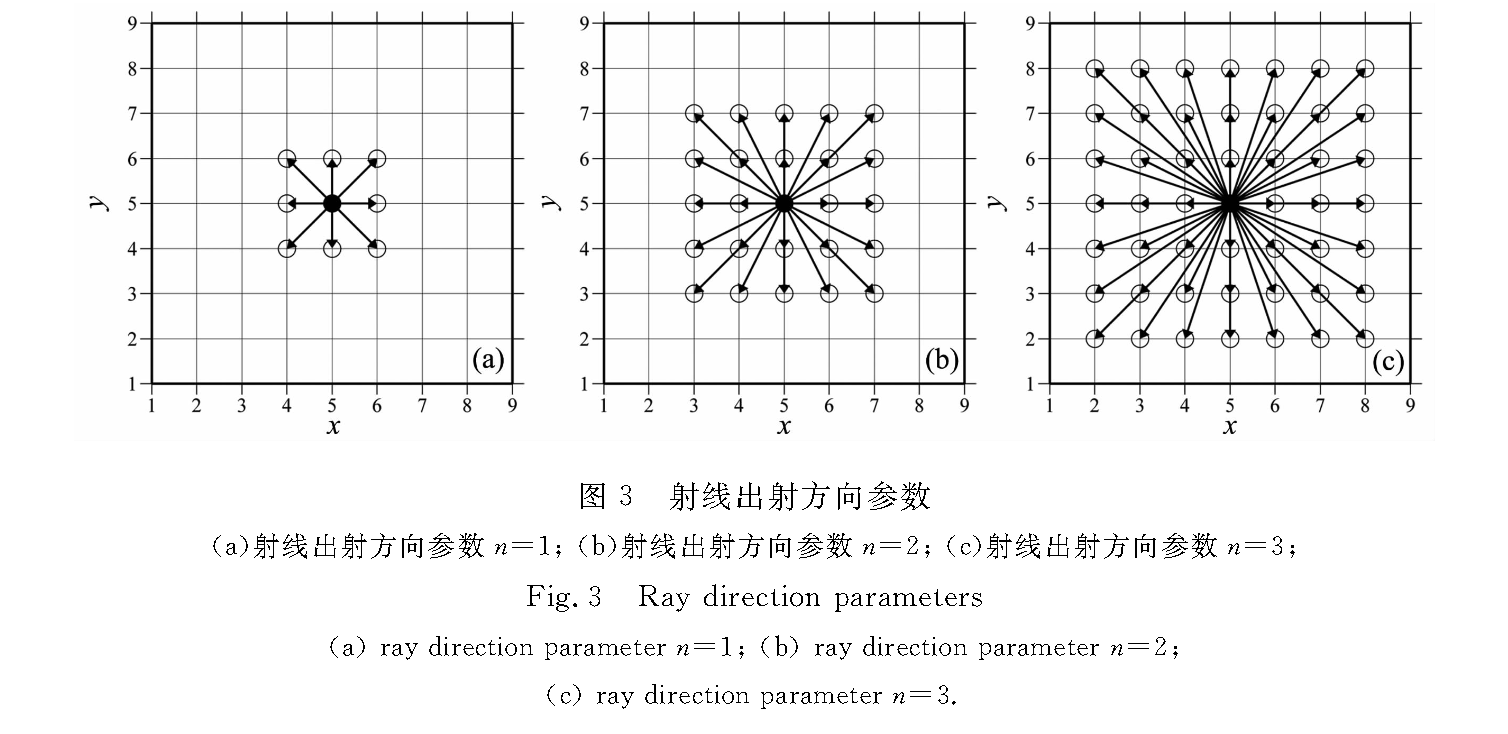 9 8 7 6 5 4 3 2 1
y
1 2 3 4 5 6 7 8 9
x
(a)
9 8 7 6 5 4 3 2 1
y
1 2 3 4 5 6 7 8 9
x
(b)
9 8 7 6 5 4 3 2 1
y
1 2 3 4 5 6 7 8 9
x
(c)
图 3 射线出射方向参数
(a)射线出射方向参数 n=1; (b)射线出射方向参数 n=2; (c)射线出射方向参数 n=3;
Fig. 3 Ray direction parameters
(a) ray direction parameter n=1; (b) ray direction parameter n=2;
(c) ray direction parameter n=3.